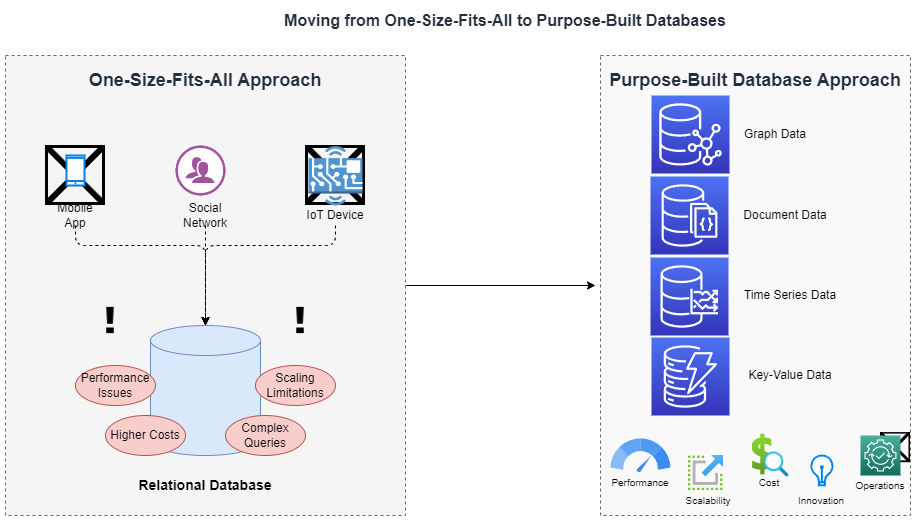 Moving from One-Size-Fits-All to Purpose-Built Databases
One-Size-Fits-All Approach
Mobile
App
Social
Network
IoT Device
!
!
Performance
Issues
Scaling
Limitations
Higher Costs
Complex
Queries
Relational Database
Purpose-Built Database Approach
Graph Data
Document Data
Time Series Data
Key-Value Data
Performance
Scalability
Cost
Innovation
Operations